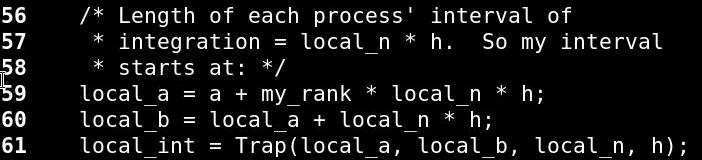 56    /* Length of each process' interval of
57     * integration = local_n * h.  So my interval
58     * starts at: */
59    local_a = a + my_rank * local_n * h;
60    local_b = local_a + local_n * h;
61    local_int = Trap(local_a, local_b, local_n, h);